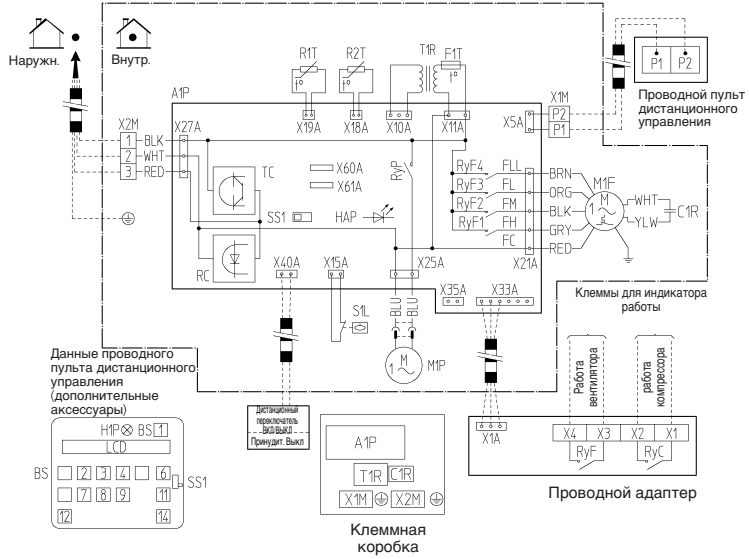 Наружн.
Внутр.
R1T R2T T1R F1T
P1 P2
Проводной пульт
дистанционного
управления
A1P
X19A X18A X10A X11A
X5A
X1M
P2
P1
X2M
X27A
1 BLK
2 WHT
3 RED
TC
RC
X60A
X61A
SS1
HAP
RyP
RyF4 FLL BRN
RyF3 FL ORG
RyF2 FM BLK
RyF1 FH GRY
FC RED
X21A
M1F
M
1
WHT
YLW
C1R
X40A X15A X25A
X35A X33A
S1L
BLU BLU
M
1
M1P
Клеммы для индикатора
работы
Работа
вентилятора
работа
компрессора
X1A
X4 X3 X2 X1
RyF RyC
Проводной адаптер
Данные проводного
пульта дистанционного
управления
(дополнительные
аксессуары)
H1P BS 1
LCD
BS 2 3 4 6
SS1
7 8 9 11
12 14
Дистанционный
переключатель
ВКЛ/ВЫКЛ
Принудит. Выкл
A1P
T1R C1R
X1M X2M
Клеммная
коробка